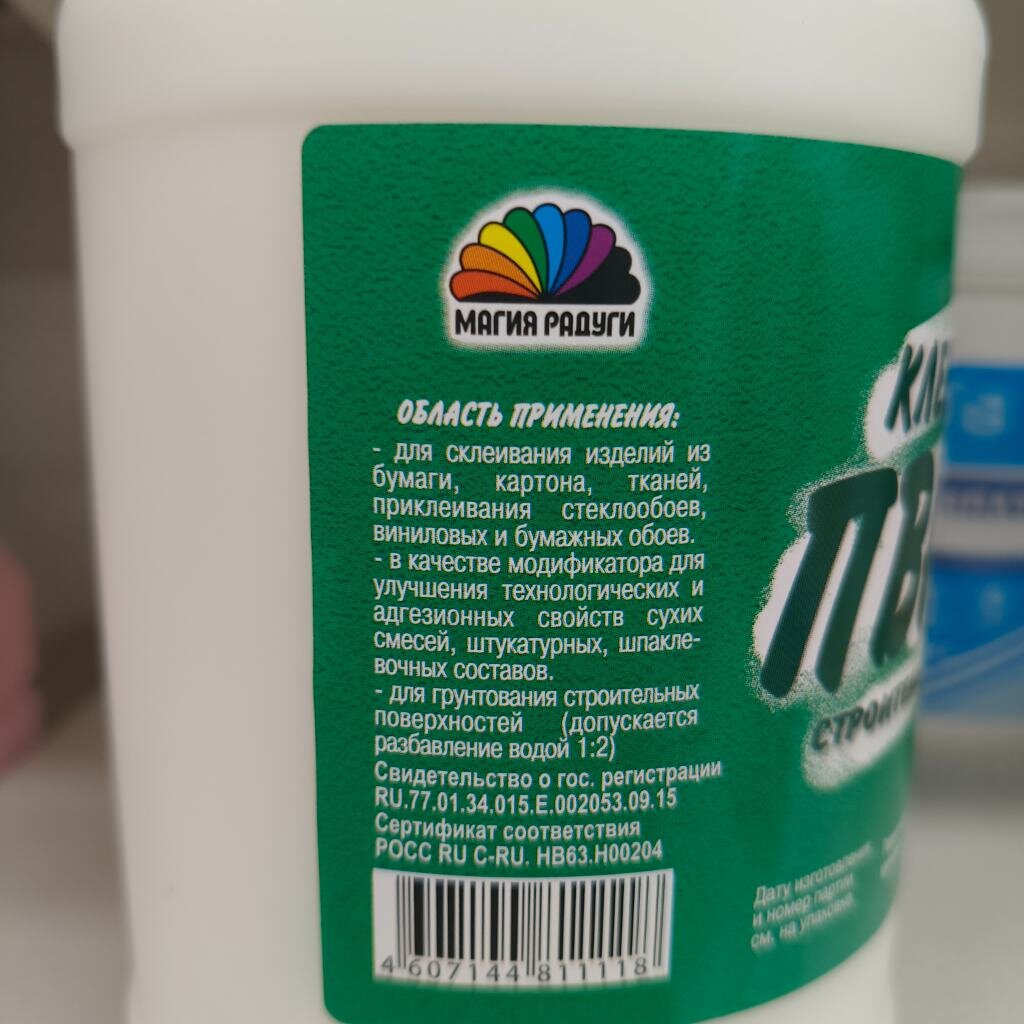 МАГИЯ РАДУГИ
ОБЛАСТЬ ПРИМЕНЕНИЯ:
- для склеивания изделий из
бумаги, картона, тканей,
приклеивания стеклообоев,
виниловых и бумажных обоев.
- в качестве модификатора для
улучшения технологических и
адгезионных свойств сухих
смесей, штукатурных, шпакле-
вочных составов.
- для грунтования строительных
поверхностей (допускается
разбавление водой 1:2)
Свидетельство о гос. регистрации
RU.77.01.34.015.Е.002053.09.15
Сертификат соответствия
РОСС RU C-RU. НВ63.Н00204
4 607144 811118
КЛЕ
ПВ
СТРОИТ
Дату изготовления
и номер партии
см. на упаковке.